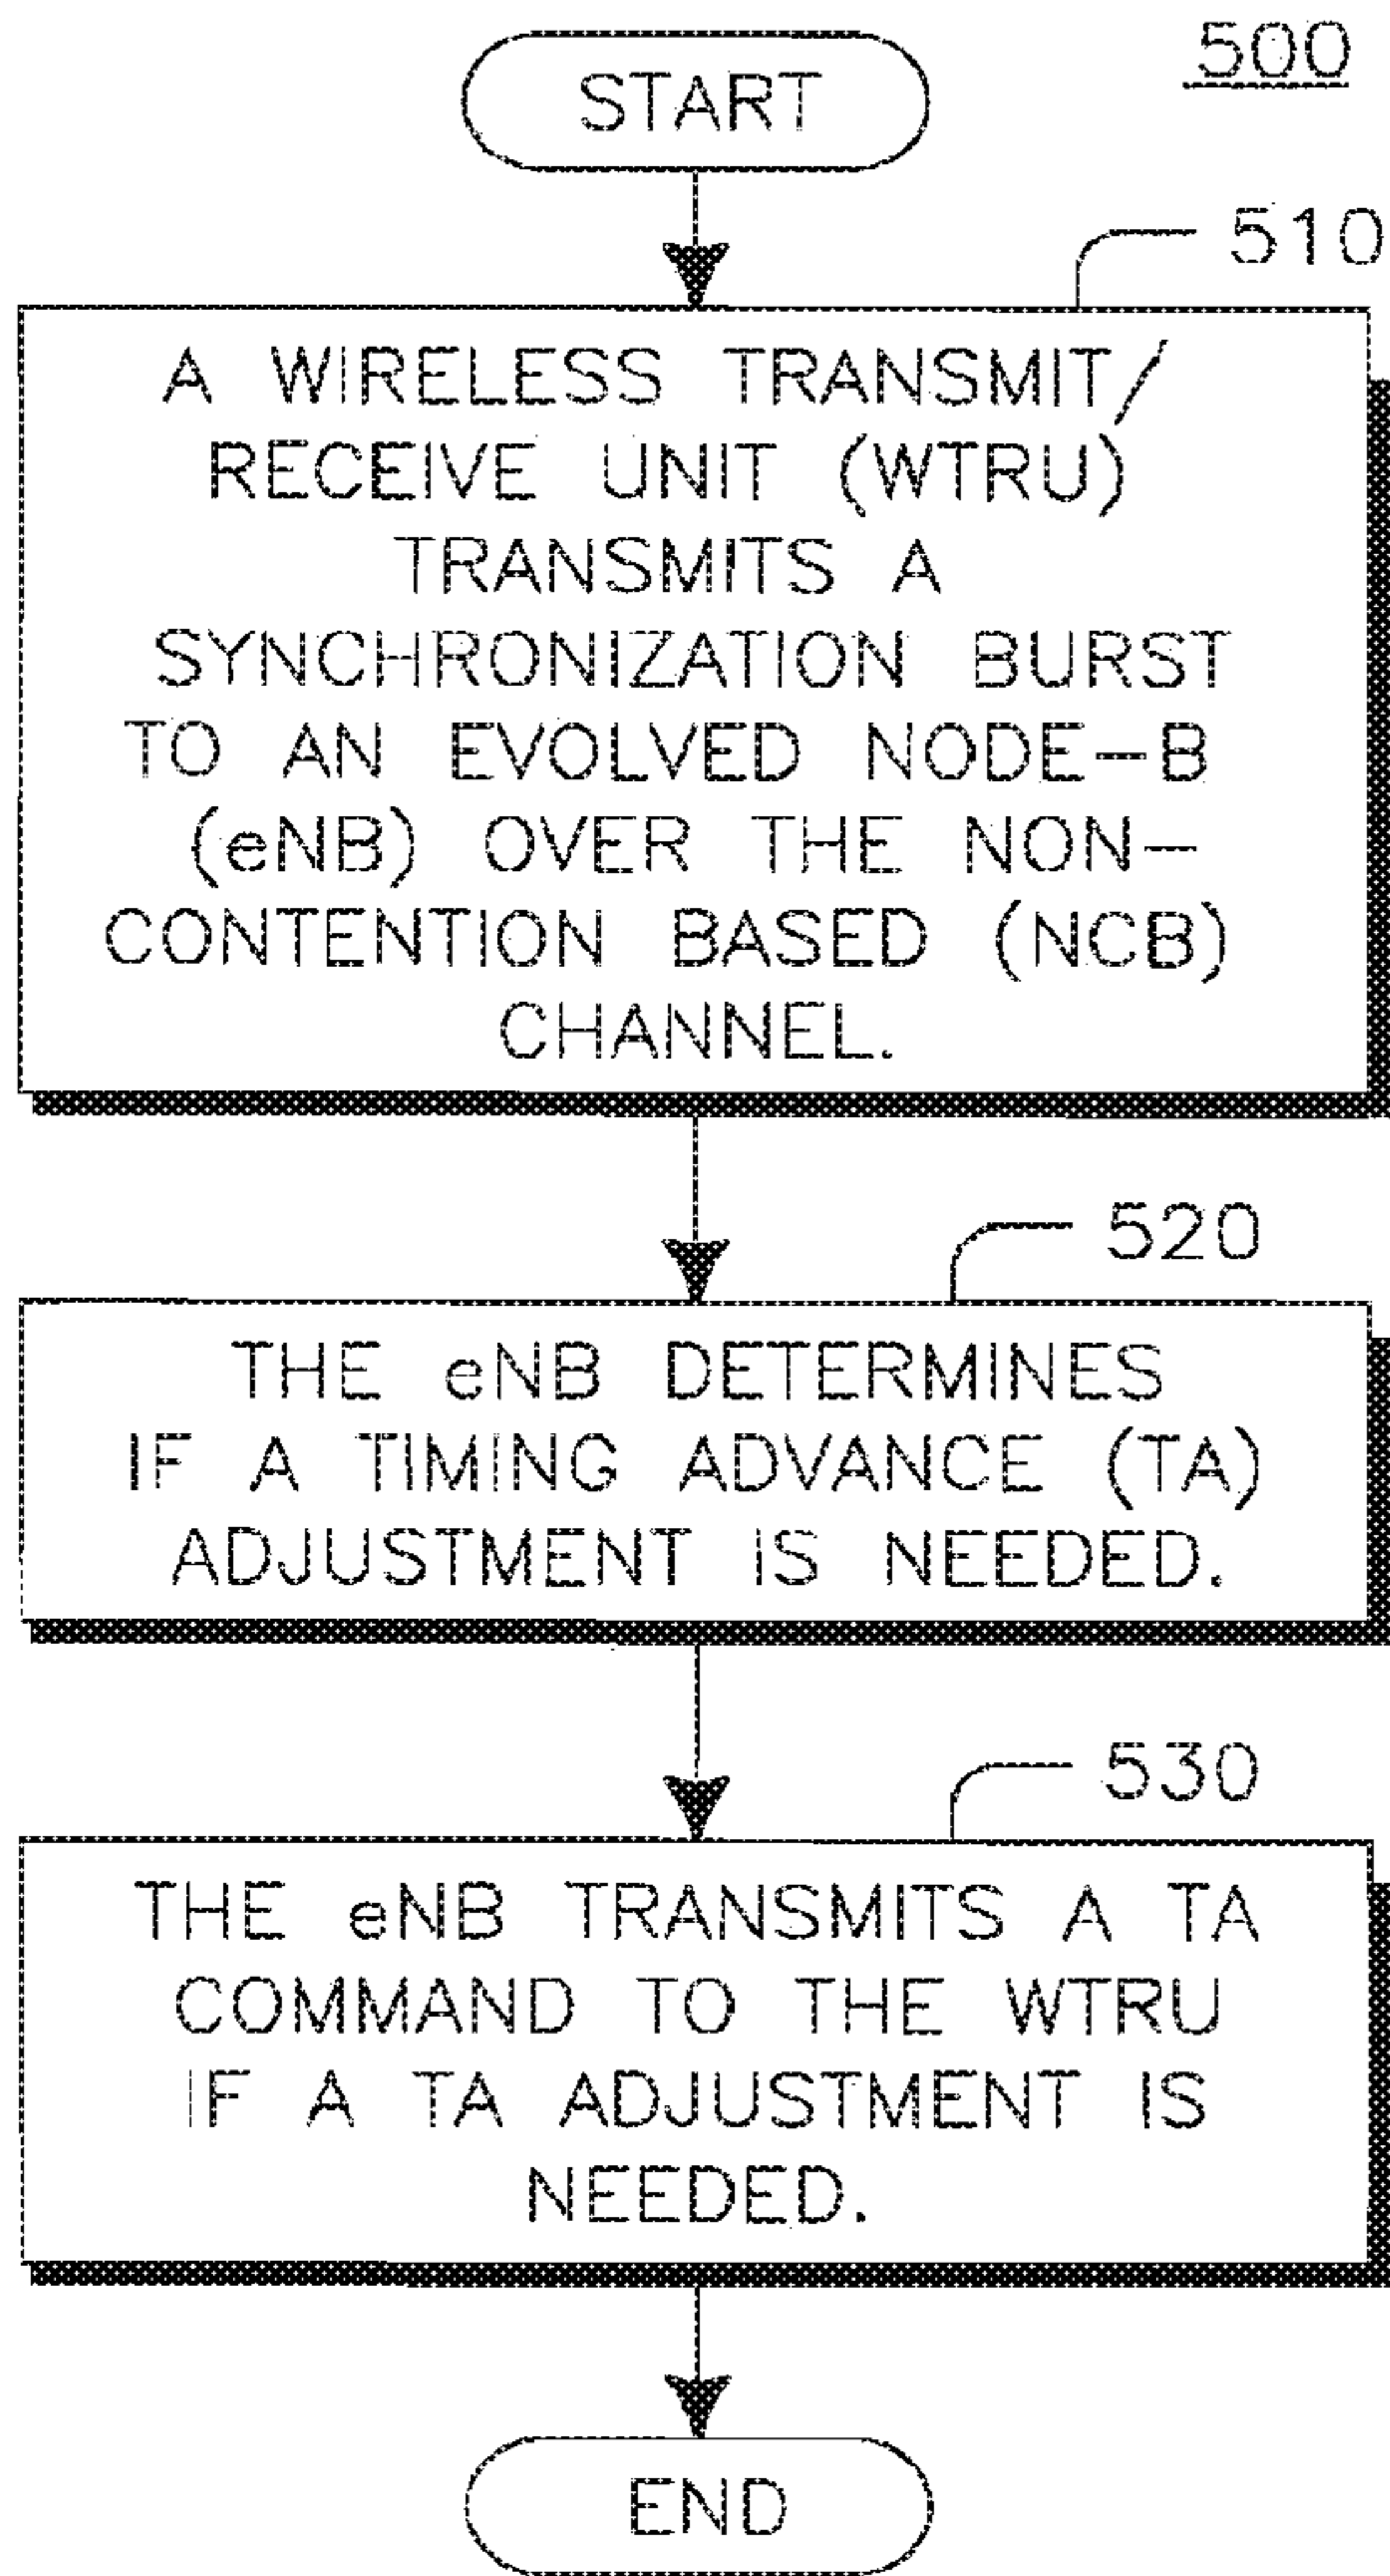 500
START
510
A WIRELESS TRANSMIT/
RECEIVE UNIT (WTRU)
TRANSMITS A
SYNCHRONIZATION BURST
TO AN EVOLVED NODE-B
(eNB) OVER THE NON-
CONTENTION BASED (NCB)
CHANNEL.
520
THE eNB DETERMINES
IF A TIMING ADVANCE (TA)
ADJUSTMENT IS NEEDED.
530
THE eNB TRANSMITS A TA
COMMAND TO THE WTRU
IF A TA ADJUSTMENT IS
NEEDED.
END